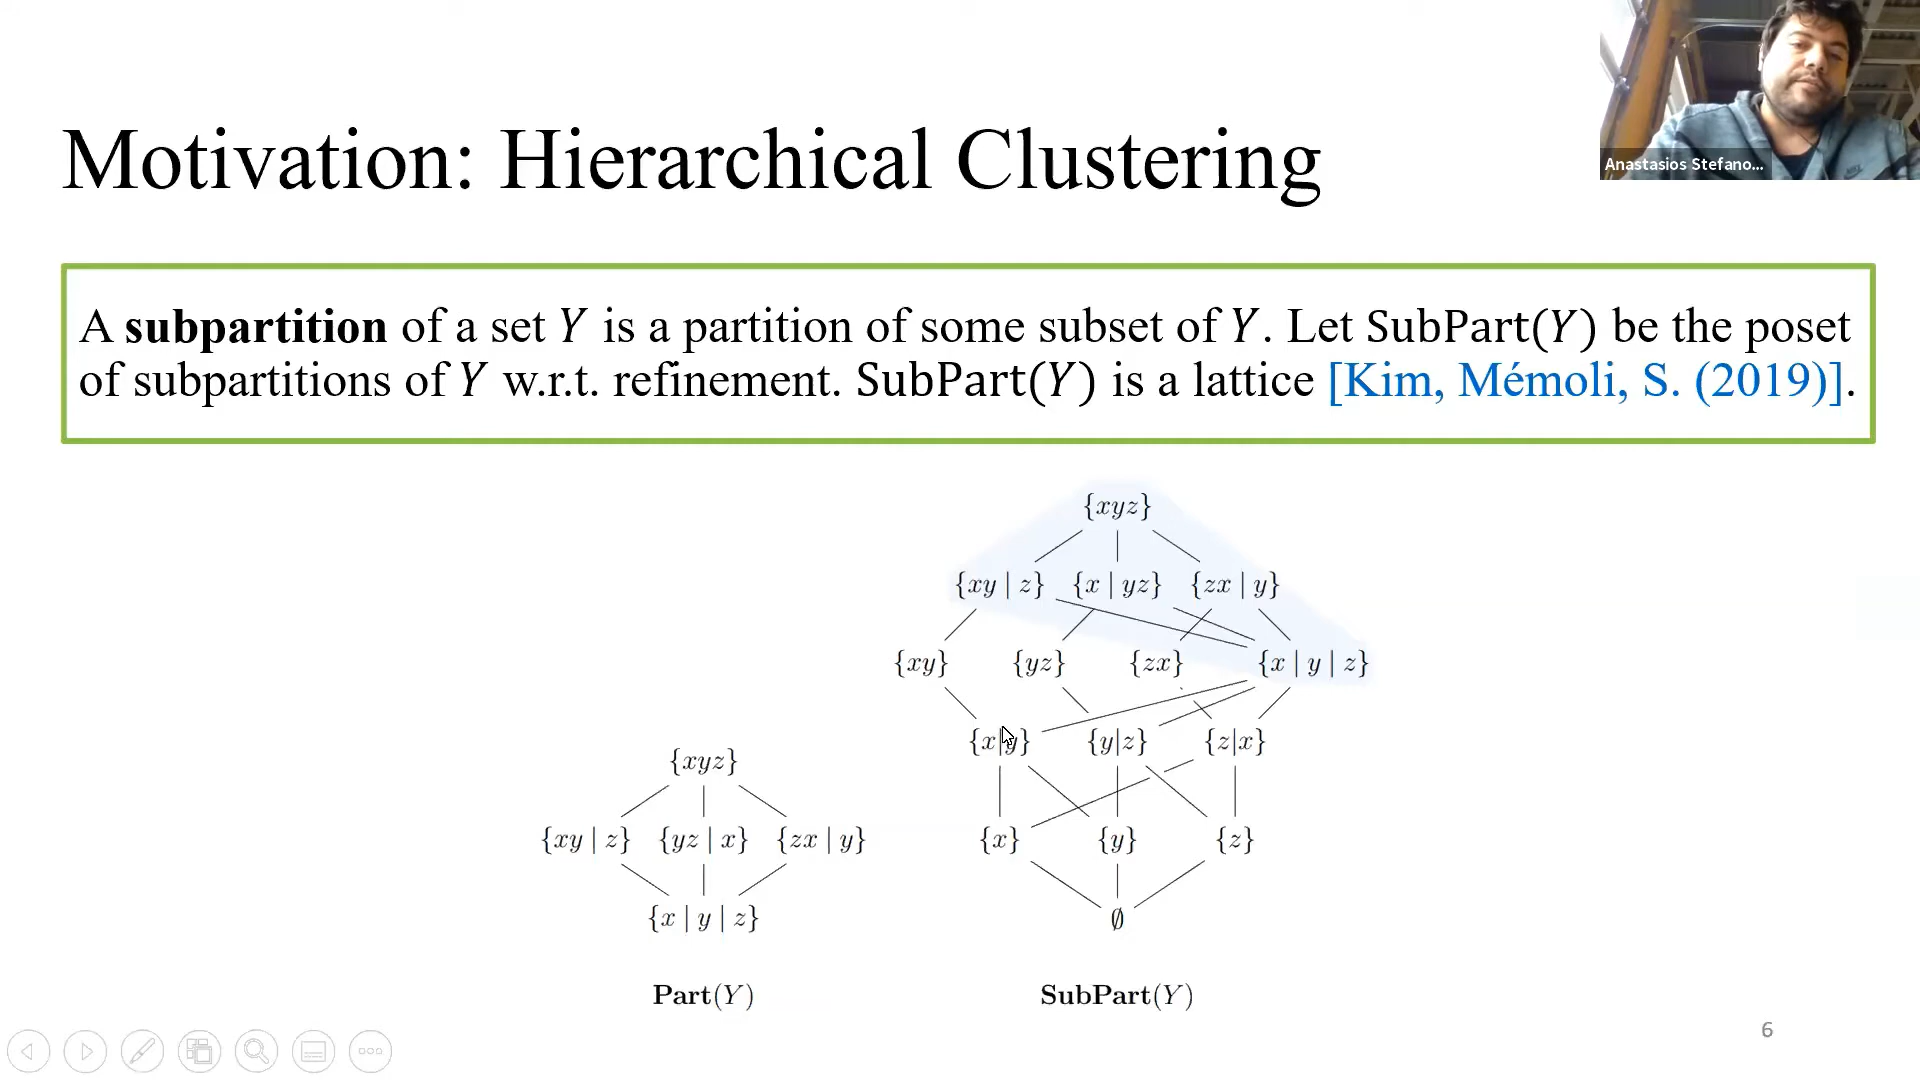 Anastasios Stefano...
Motivation: Hierarchical Clustering
A subpartition of a set Y is a partition of some subset of Y. Let SubPart(Y) be the poset
of subpartitions of Y w.r.t. refinement. SubPart(Y) is a lattice [Kim, Mémoli, S. (2019)].
{xyz}
{xy | z} {x | yz} {zx | y}
{xy} {yz} {zx} {x | y | z}
{x|y} {y|z} {z|x}
{x} {y} {z}
∅
SubPart(Y)
{xyz}
{xy | z} {yz | x} {zx | y}
{x | y | z}
Part(Y)
6